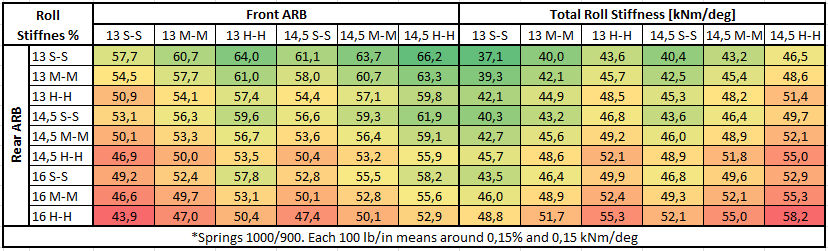 Roll Stiffnes % Front ARB Total Roll Stiffness [kNm/deg]
13 S-S 13 M-M 13 H-H 14,5 S-S 14,5 M-M 14,5 H-H 13 S-S 13 M-M 13 H-H 14,5 S-S 14,5 M-M 14,5 H-H
Rear ARB
13 S-S 57,7 60,7 64,0 61,1 63,7 66,2 37,1 40,0 43,6 40,4 43,2 46,5
13 M-M 54,5 57,7 61,0 58,0 60,7 63,3 39,3 42,1 45,7 42,5 45,4 48,6
13 H-H 50,9 54,1 57,4 54,4 57,1 59,8 42,1 44,9 48,5 45,3 48,2 51,4
14,5 S-S 53,1 56,3 59,6 56,6 59,3 61,9 40,3 43,2 46,8 43,6 46,4 49,7
14,5 M-M 50,1 53,3 56,7 53,6 56,4 59,1 42,7 45,6 49,2 46,0 48,9 52,1
14,5 H-H 46,9 50,0 53,5 50,4 53,2 55,9 45,7 48,6 52,1 48,9 51,8 55,0
16 S-S 49,2 52,4 57,8 52,8 55,5 58,2 43,5 46,4 49,9 46,8 49,6 52,9
16 M-M 46,6 49,7 53,1 50,1 52,8 55,6 46,0 48,9 52,4 49,3 52,1 55,3
16 H-H 43,9 47,0 50,4 47,4 50,1 52,9 48,8 51,7 55,3 52,1 55,0 58,2
*Springs 1000/900. Each 100 lb/in means around 0,15% and 0,15 kNm/deg